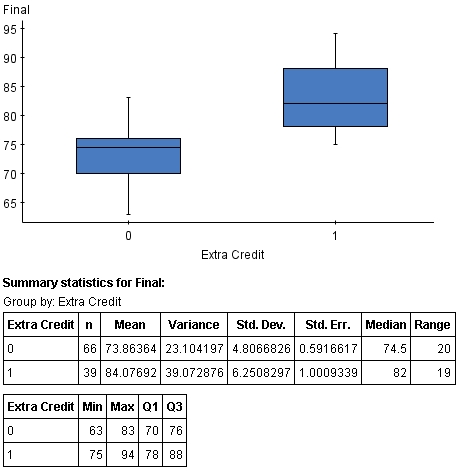 Final
95
90
85
80
75
70
65
0 1
Extra Credit
Summary statistics for Final:
Group by: Extra Credit
Extra Credit n Mean Variance Std. Dev. Std. Err. Median Range
0 66 73.86364 23.104197 4.8066826 0.5916617 74.5 20
1 39 84.07692 39.072876 6.2508297 1.0009339 82 19
Extra Credit Min Max Q1 Q3
0 63 83 70 76
1 75 94 78 88